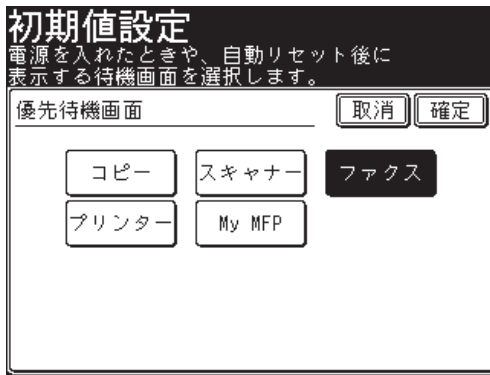 初期値設定
電源を入れたときや、自動リセット後に
表示する待機画面を選択します。
優先待機画面 取消 確定
コピー スキャナー ファクス
プリンター My MFP